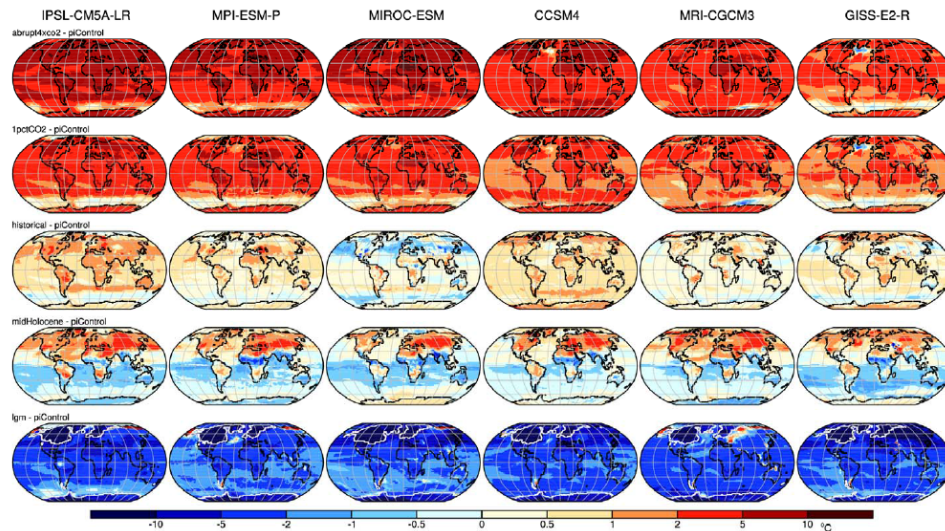 IPSL-CM5A-LR MPI-ESM-P MIROC-ESM CCSM4 MRI-CGCM3 GISS-E2-R
abrupt4xco2 - piControl
1pctCO2 - piControl
historical - piControl
midHolocene - piControl
lgm - piControl
-10 -5 -2 -1 -0.5 0 0.5 1 2 5 10 °C